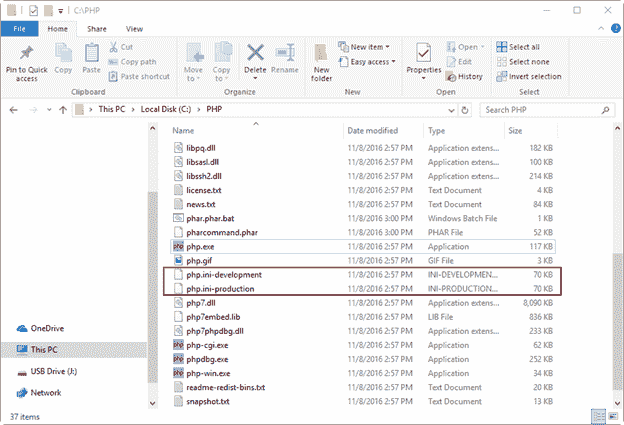 C:\PHP
File Home Share View
Pin to Quick access
Copy
Paste
Cut
Copy path
Paste shortcut
Clipboard
Move to
Copy to
Delete
Rename
Organize
New folder
New item
Easy access
New
Properties
Open
Edit
History
Open
Select all
Select none
Invert selection
Select
This PC > Local Disk (C:) > PHP
Search PHP
Name Date modified Type Size
libpq.dll 11/8/2016 2:57 PM Application extens... 182 KB
libsasl.dll 11/8/2016 2:57 PM Application extens... 100 KB
libssh2.dll 11/8/2016 2:57 PM Application extens... 214 KB
license.txt 11/8/2016 2:57 PM Text Document 4 KB
news.txt 11/8/2016 2:57 PM Text Document 84 KB
phar.phar.bat 11/8/2016 3:00 PM Windows Batch File 1 KB
pharcommand.phar 11/8/2016 3:00 PM PHAR File 52 KB
php php.exe 11/8/2016 2:57 PM Application 117 KB
php.gif 11/8/2016 2:57 PM GIF File 3 KB
php.ini-development 11/8/2016 2:57 PM INI-DEVELOPMEN... 70 KB
php.ini-production 11/8/2016 2:57 PM INI-PRODUCTION... 70 KB
php7.dll 11/8/2016 2:57 PM Application extens... 8,090 KB
php7embed.lib 11/8/2016 2:57 PM LIB File 836 KB
php7phpdbg.dll 11/8/2016 2:57 PM Application extens... 233 KB
php php-cgi.exe 11/8/2016 2:57 PM Application 62 KB
php phpdbg.exe 11/8/2016 2:57 PM Application 252 KB
php php-win.exe 11/8/2016 2:57 PM Application 34 KB
readme-redist-bins.txt 11/8/2016 2:57 PM Text Document 20 KB
snapshot.txt 11/8/2016 2:57 PM Text Document 13 KB
OneDrive
This PC
USB Drive (J:)
Network
37 items